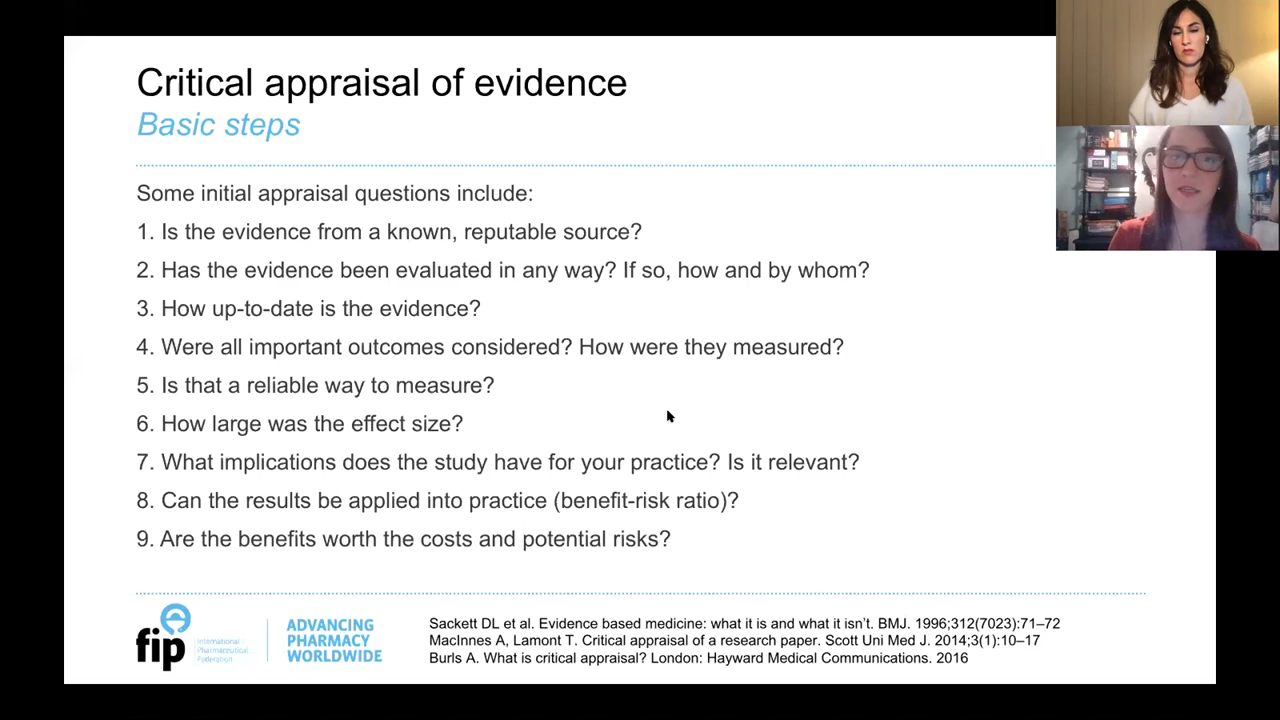 Critical appraisal of evidence
Basic steps
Some initial appraisal questions include:
1. Is the evidence from a known, reputable source?
2. Has the evidence been evaluated in any way? If so, how and by whom?
3. How up-to-date is the evidence?
4. Were all important outcomes considered? How were they measured?
5. Is that a reliable way to measure?
6. How large was the effect size?
7. What implications does the study have for your practice? Is it relevant?
8. Can the results be applied into practice (benefit-risk ratio)?
9. Are the benefits worth the costs and potential risks?
fip
International
Pharmaceutical
Federation
ADVANCING
PHARMACY
WORLDWIDE
Sackett DL et al. Evidence based medicine: what it is and what it isn't. BMJ. 1996;312(7023):71–72
MacInnes A, Lamont T. Critical appraisal of a research paper. Scott Uni Med J. 2014;3(1):10–17
Burls A. What is critical appraisal? London: Hayward Medical Communications. 2016